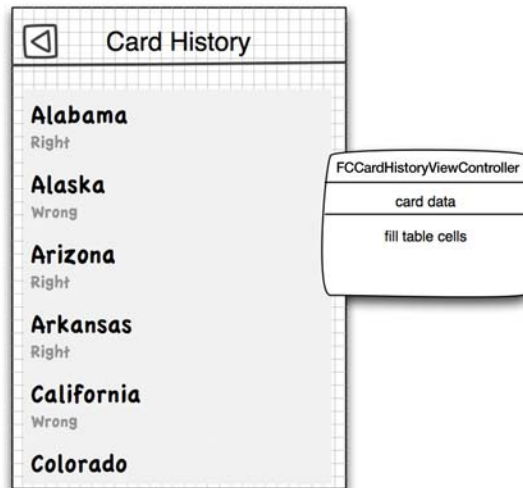 Card History
Alabama
Right
Alaska
Wrong
Arizona
Right
Arkansas
Right
California
Wrong
Colorado
FCCardHistoryViewController
card data
fill table cells